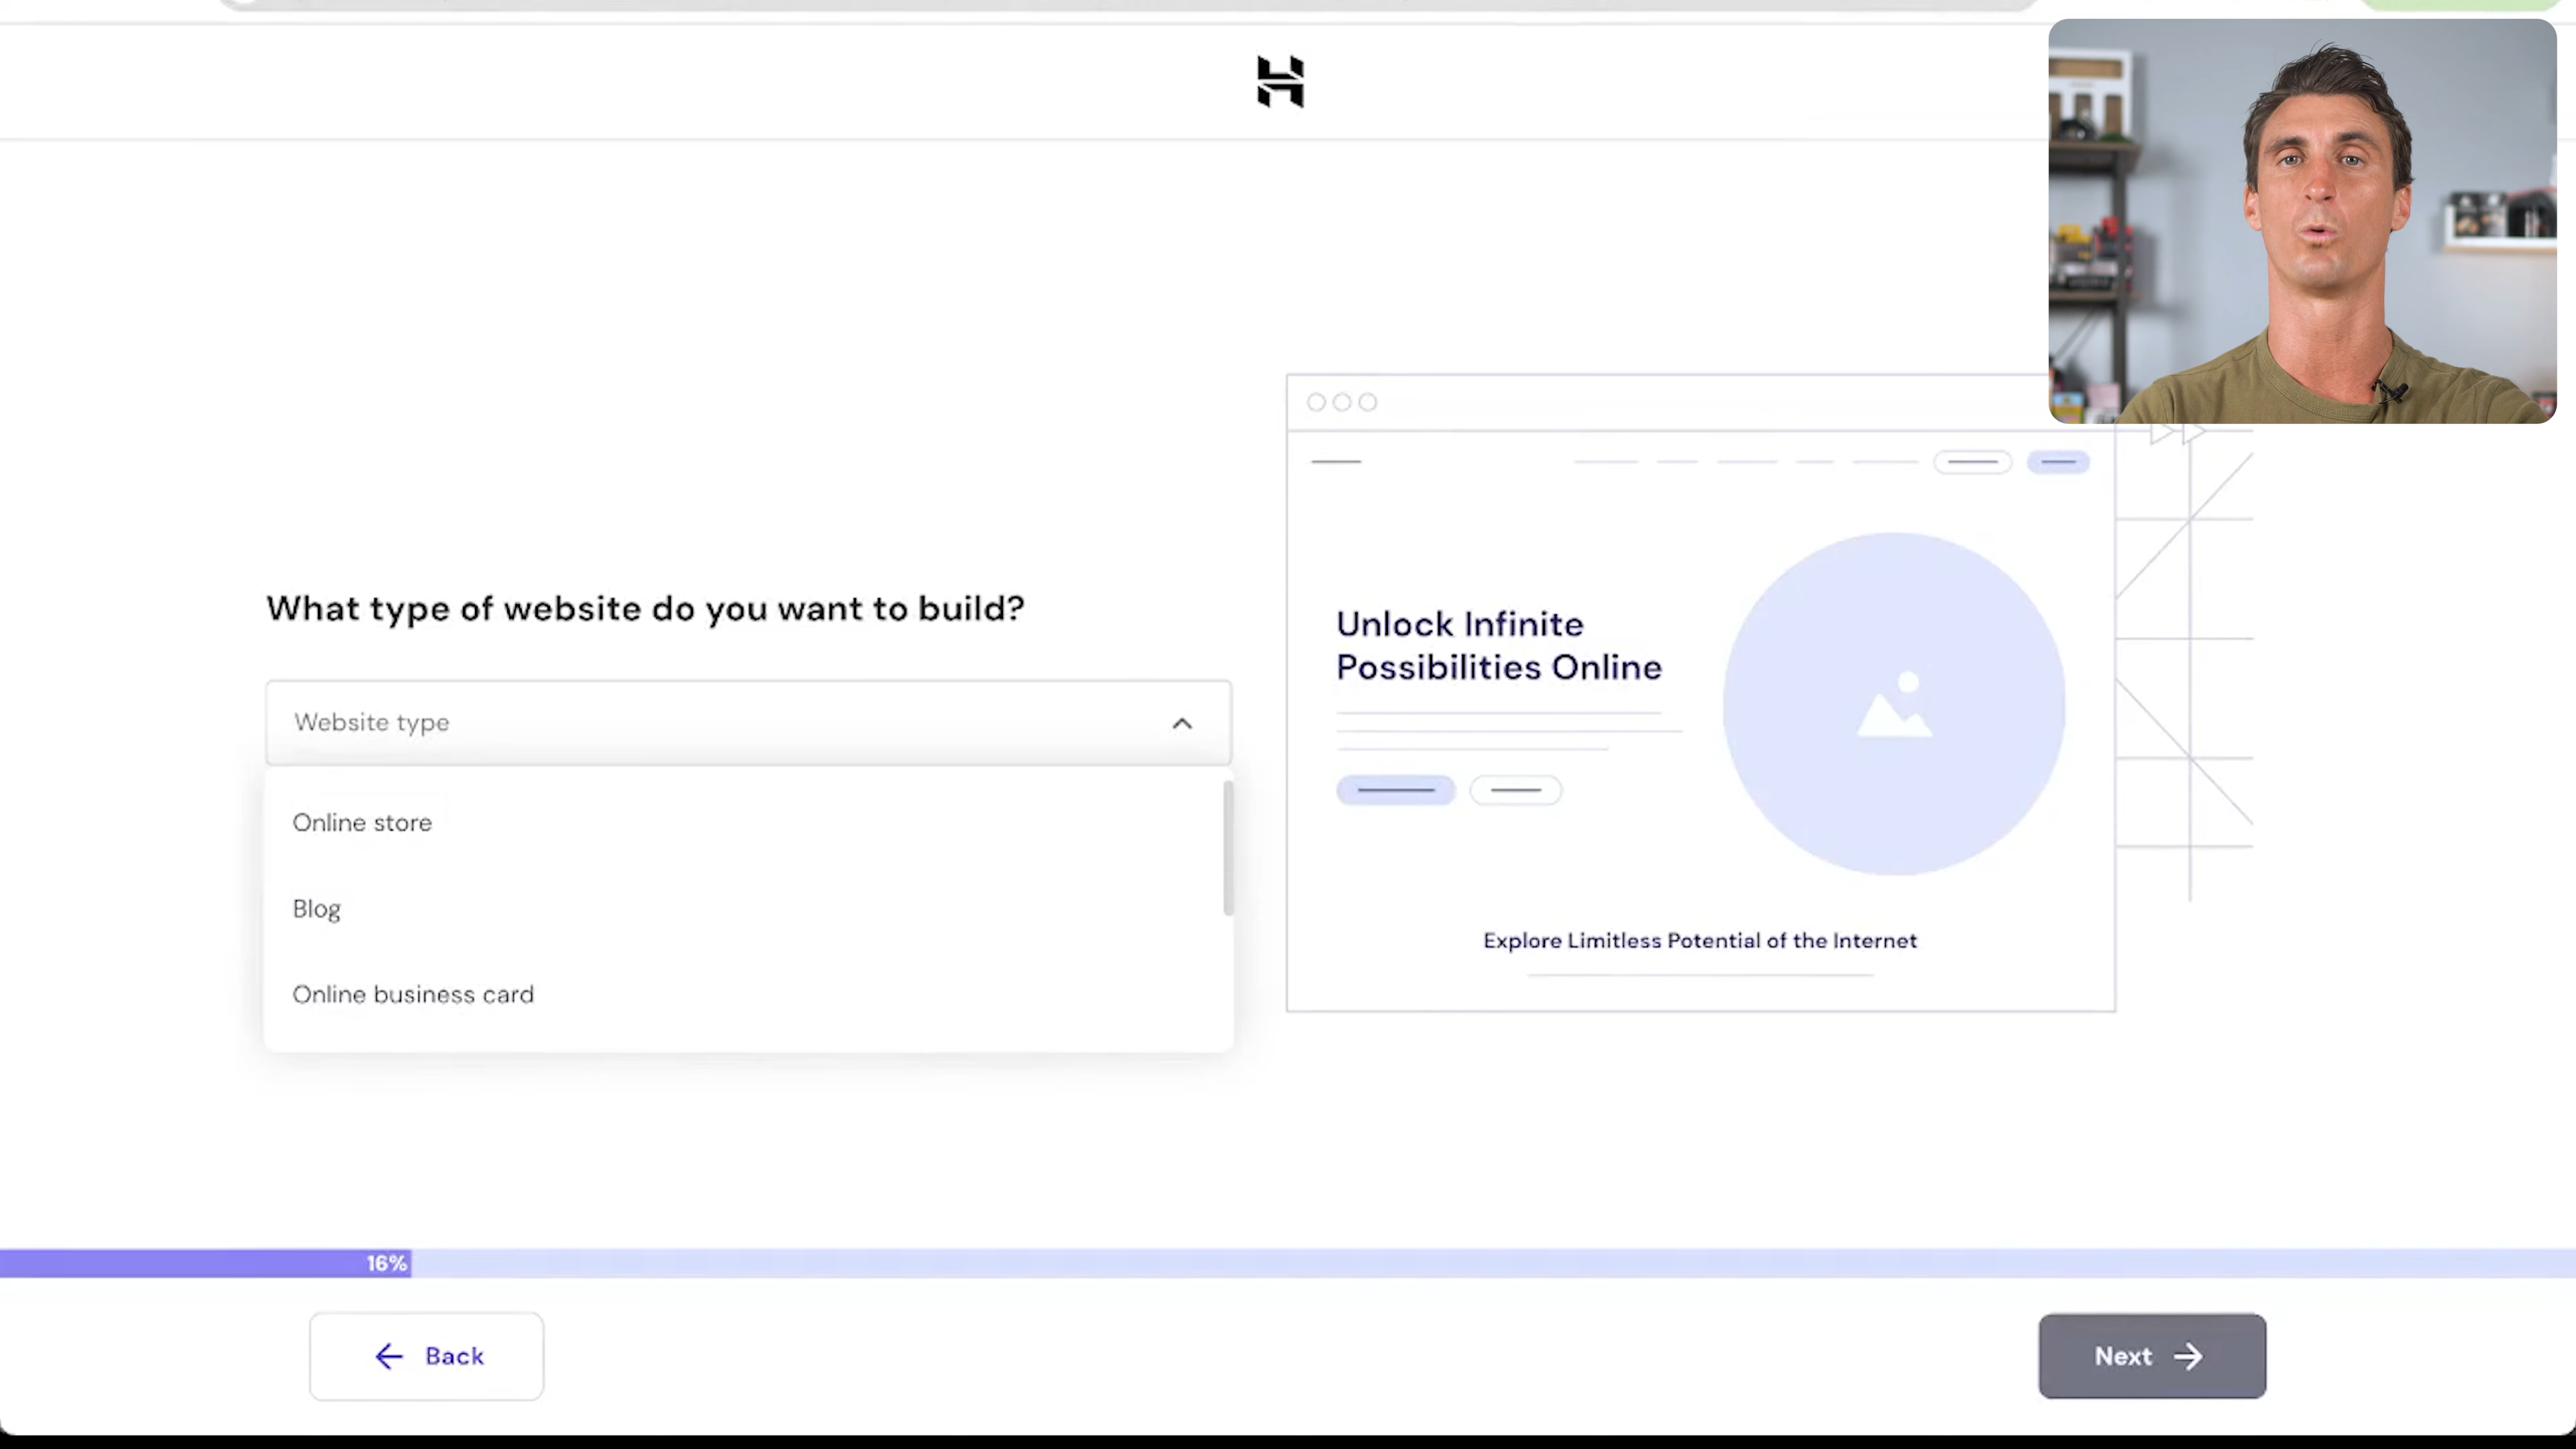 What type of website do you want to build?
Website type
Online store
Blog
Online business card
Unlock Infinite
Possibilities Online
Explore Limitless Potential of the Internet
16%
Back
Next